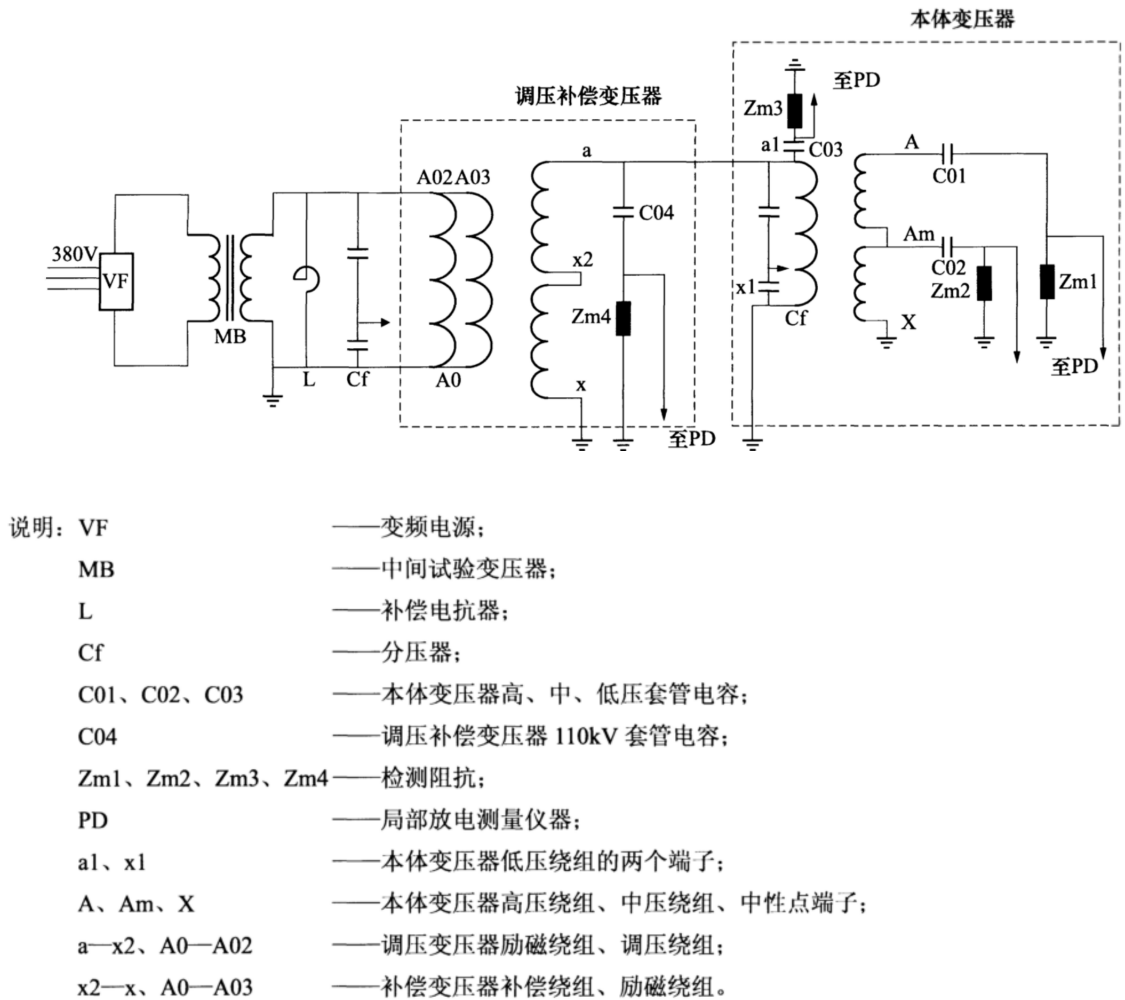 本体变压器
至PD
Zm3
调压补偿变压器
a1
C03
A
a
A02A03
C01
C04
Am
380V
x2
C02
VF
x1
Zm2
Zm1
Zm4
MB
Cf
X
L
Cf
A0
x
至PD
至PD
说明：VF——变频电源；
MB——中间试验变压器；
L——补偿电抗器；
Cf——分压器；
C01、C02、C03——本体变压器高、中、低压套管电容；
C04——调压补偿变压器 110kV 套管电容；
Zm1、Zm2、Zm3、Zm4——检测阻抗；
PD——局部放电测量仪器；
a1、x1——本体变压器低压绕组的两个端子；
A、Am、X——本体变压器高压绕组、中压绕组、中性点端子；
a—x2、A0—A02——调压变压器励磁绕组、调压绕组；
x2—x、A0—A03——补偿变压器补偿绕组、励磁绕组。